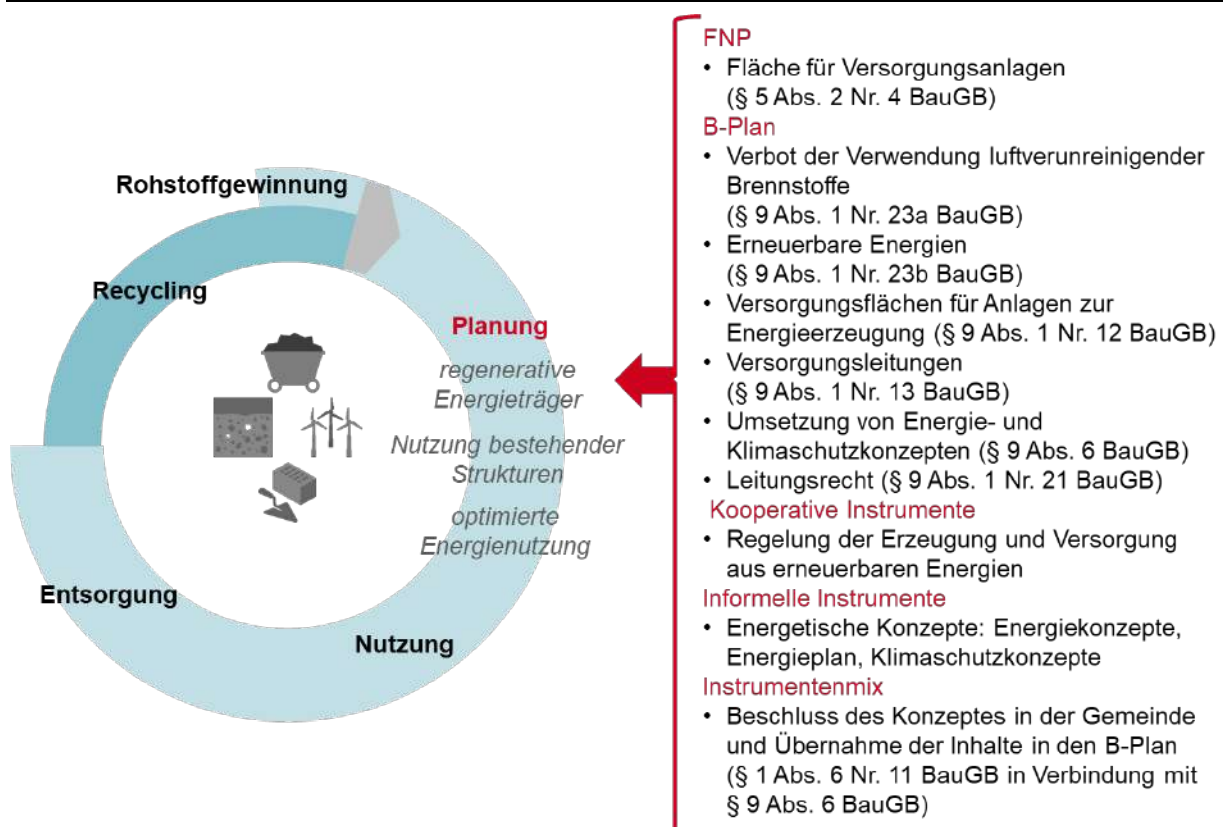 Rohstoffgewinnung
Recycling
Planung
regenerative
Energieträger
Nutzung bestehender
Strukturen
optimierte
Energienutzung
Entsorgung
Nutzung
FNP
• Fläche für Versorgungsanlagen
(§ 5 Abs. 2 Nr. 4 BauGB)
B-Plan
• Verbot der Verwendung luftverunreinigender
Brennstoffe
(§ 9 Abs. 1 Nr. 23a BauGB)
• Erneuerbare Energien
(§ 9 Abs. 1 Nr. 23b BauGB)
• Versorgungsflächen für Anlagen zur
Energieerzeugung (§ 9 Abs. 1 Nr. 12 BauGB)
• Versorgungsleitungen
(§ 9 Abs. 1 Nr. 13 BauGB)
• Umsetzung von Energie- und
Klimaschutzkonzepten (§ 9 Abs. 6 BauGB)
• Leitungsrecht (§ 9 Abs. 1 Nr. 21 BauGB)
Kooperative Instrumente
• Regelung der Erzeugung und Versorgung
aus erneuerbaren Energien
Informelle Instrumente
• Energetische Konzepte: Energiekonzepte,
Energieplan, Klimaschutzkonzepte
Instrumentenmix
• Beschluss des Konzeptes in der Gemeinde
und Übernahme der Inhalte in den B-Plan
(§ 1 Abs. 6 Nr. 11 BauGB in Verbindung mit
§ 9 Abs. 6 BauGB)